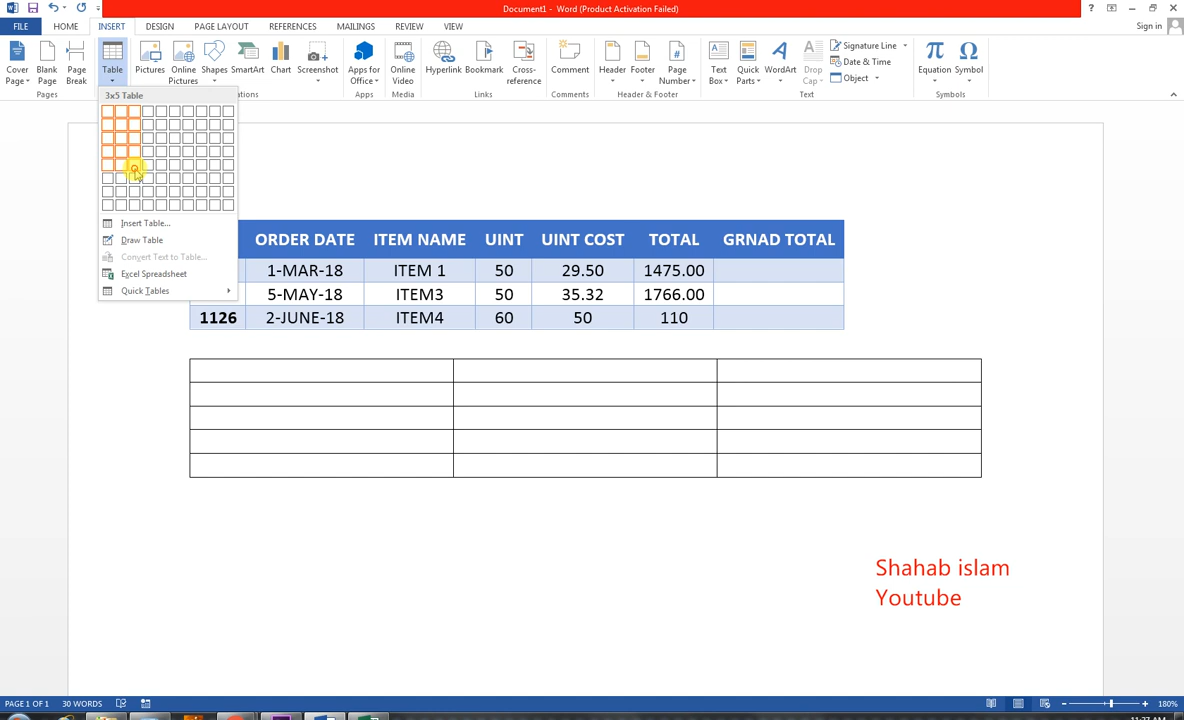 Document1 - Word (Product Activation Failed)
FILE HOME INSERT DESIGN PAGE LAYOUT REFERENCES MAILINGS REVIEW VIEW Sign in
Cover Page Blank Page Page Break Table Pictures Online Pictures Shapes SmartArt Chart Screenshot Apps for Office Online Video Hyperlink Bookmark Cross-reference Comment Header Footer Page Number Text Box Quick Parts WordArt Drop Cap Signature Line Date & Time Object Equation Symbol
Pages ations Apps Media Links Comments Header & Footer Text Symbols
3x5 Table
Insert Table...
Draw Table
Convert Text to Table...
Excel Spreadsheet
Quick Tables
ORDER DATE ITEM NAME UINT UINT COST TOTAL GRNAD TOTAL
1-MAR-18 ITEM 1 50 29.50 1475.00
5-MAY-18 ITEM3 50 35.32 1766.00
1126 2-JUNE-18 ITEM4 60 50 110
Shahab islam
Youtube
PAGE 1 OF 1 30 WORDS 180%